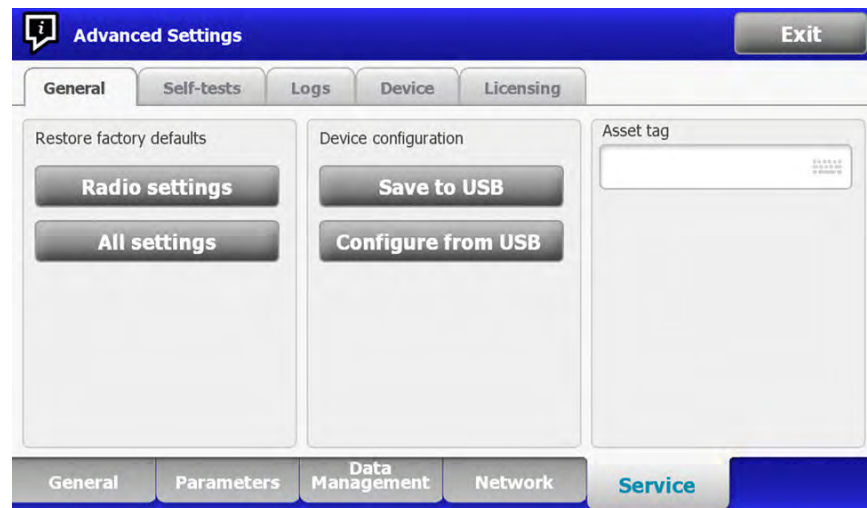 Advanced Settings
Exit
General
Self-tests
Logs
Device
Licensing
Restore factory defaults
Radio settings
All settings
Device configuration
Save to USB
Configure from USB
Asset tag
General
Parameters
Data
Management
Network
Service